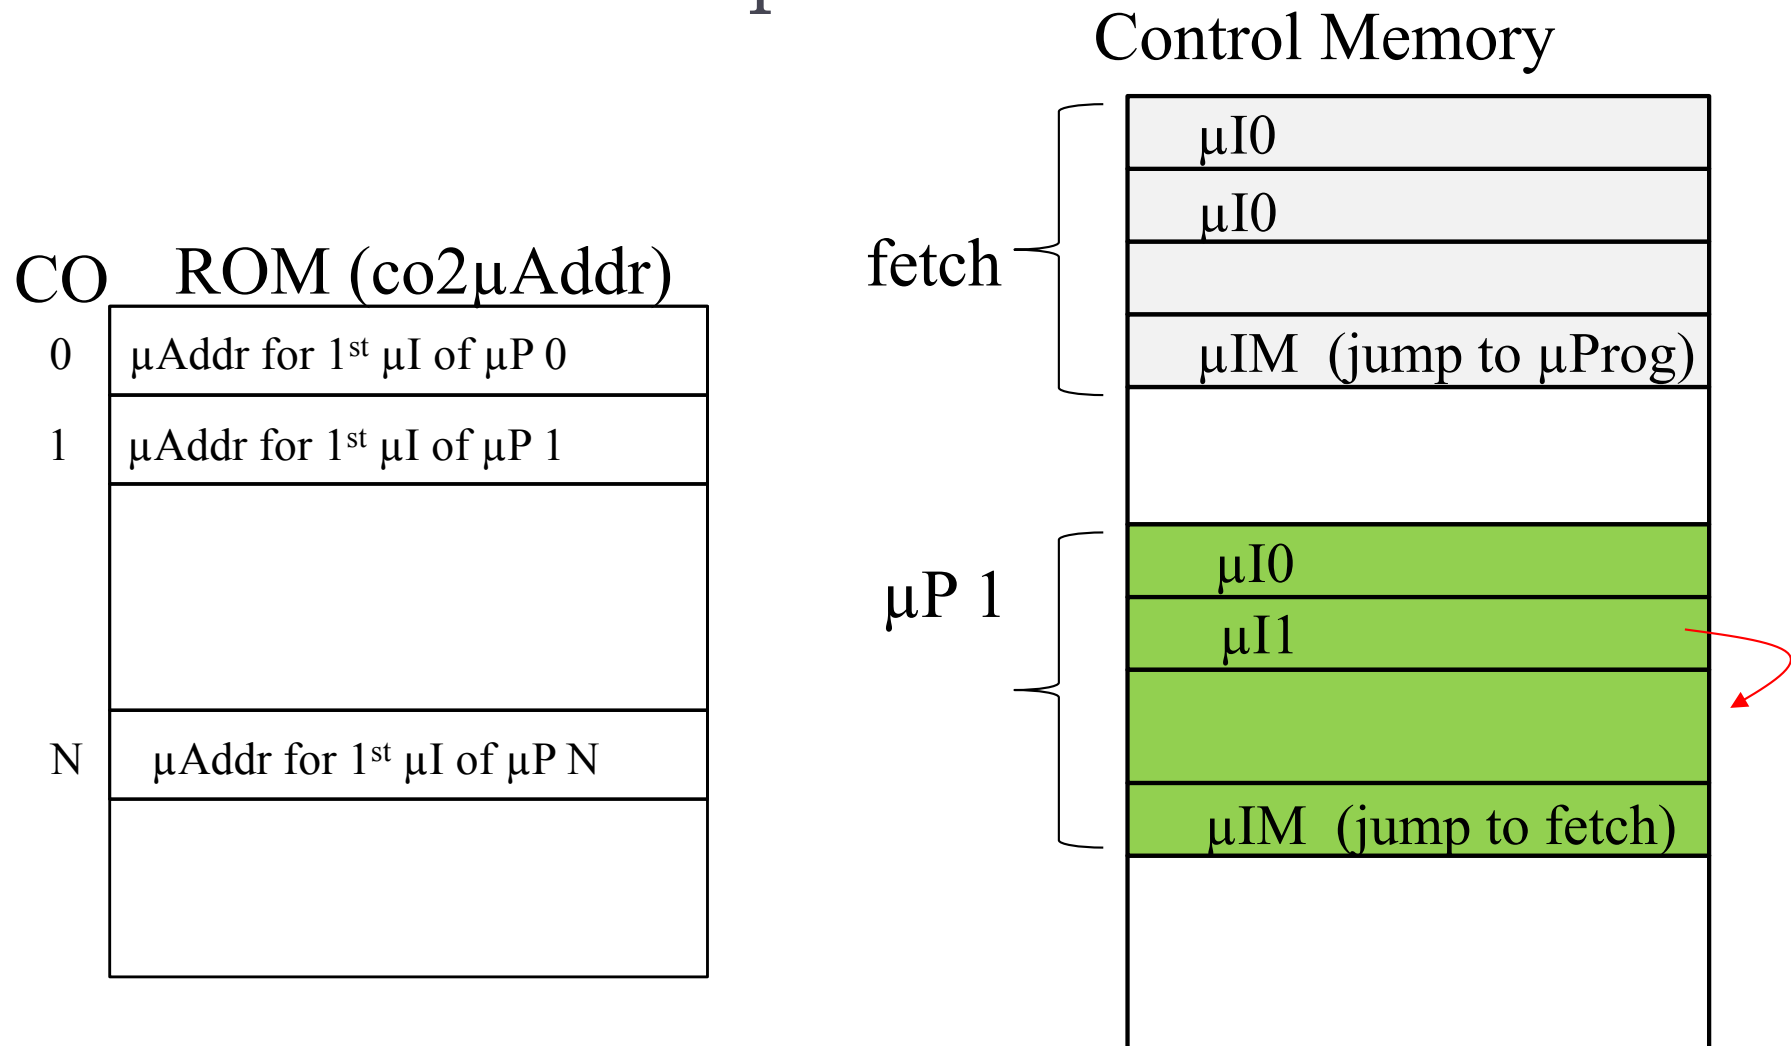 Control Memory
µI0
µI0
fetch
µIM (jump to µProg)
CO ROM (co2µAddr)
0 µAddr for 1st µI of µP 0
1 µAddr for 1st µI of µP 1
N µAddr for 1st µI of µP N
µP 1
µI0
µI1
µIM (jump to fetch)